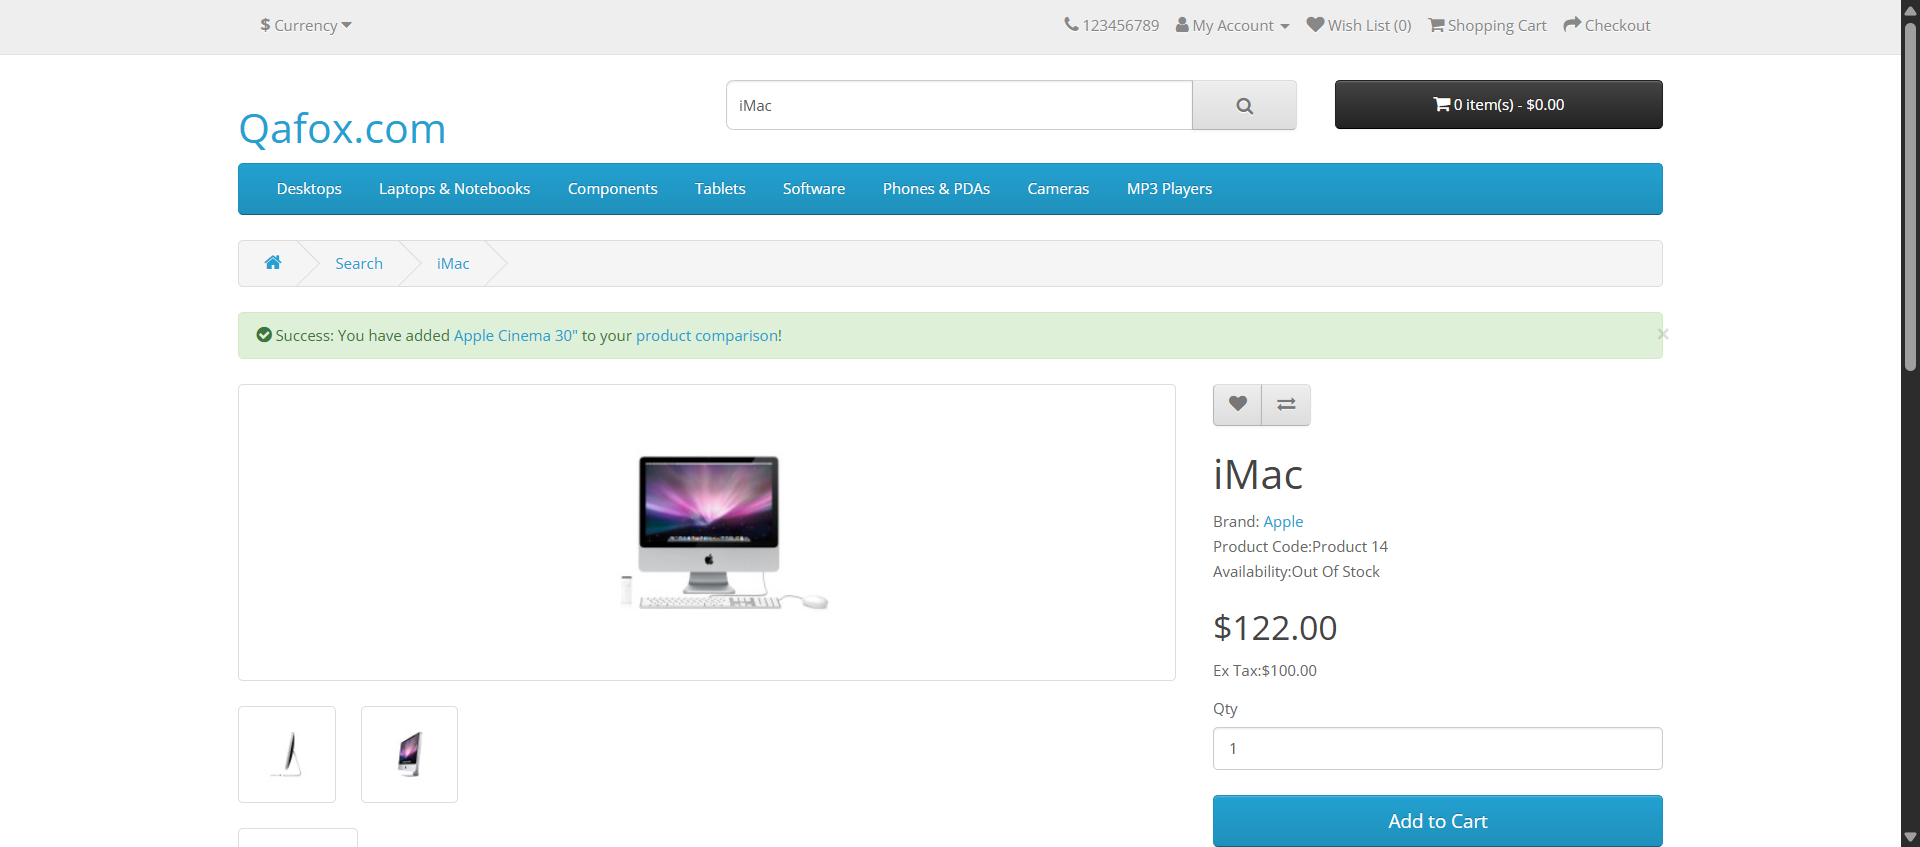 $ Currency
123456789
My Account
Wish List (0)
Shopping Cart
Checkout
Qafox.com
iMac
0 item(s) - $0.00
Desktops
Laptops & Notebooks
Components
Tablets
Software
Phones & PDAs
Cameras
MP3 Players
Search
iMac
Success: You have added Apple Cinema 30" to your product comparison!
×
iMac
Brand: Apple
Product Code:Product 14
Availability:Out Of Stock
$122.00
Ex Tax:$100.00
Qty
1
Add to Cart